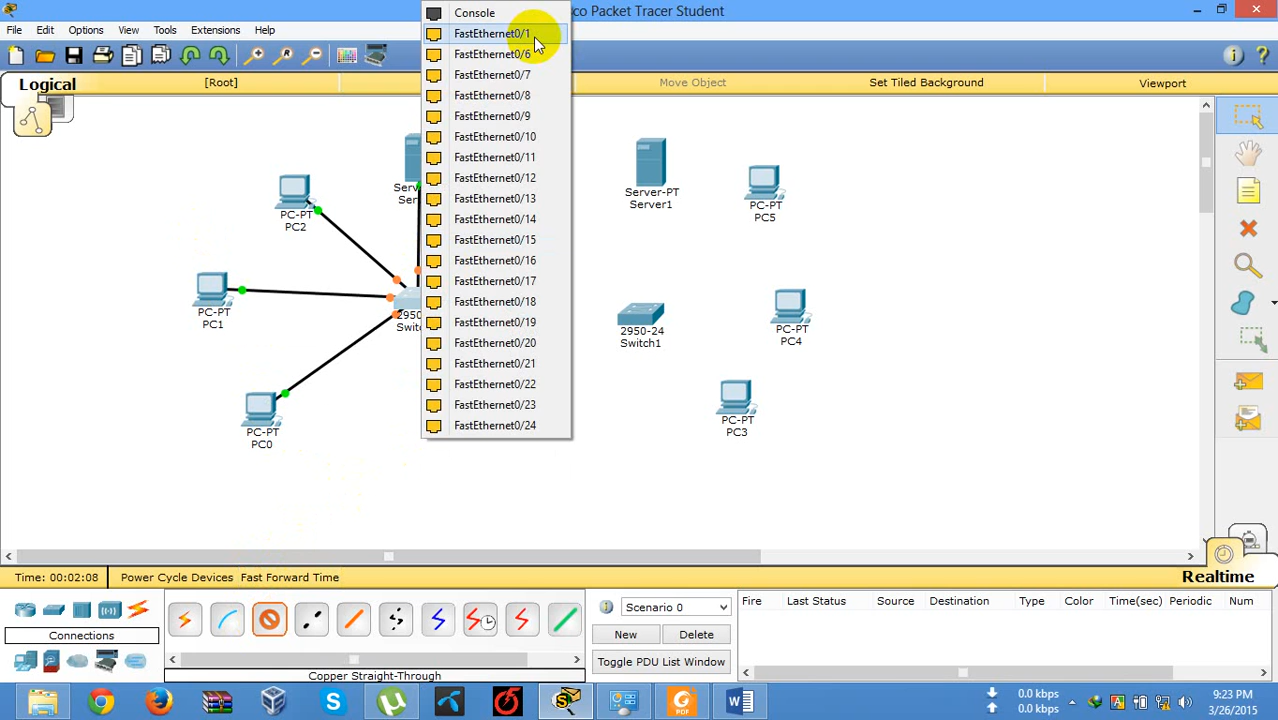 co Packet Tracer Student
File Edit Options View Tools Extensions Help
Logical
[Root]
Move Object
Set Tiled Background
Viewport
Console
FastEthernet0/1
FastEthernet0/6
FastEthernet0/7
FastEthernet0/8
FastEthernet0/9
FastEthernet0/10
FastEthernet0/11
FastEthernet0/12
FastEthernet0/13
FastEthernet0/14
FastEthernet0/15
FastEthernet0/16
FastEthernet0/17
FastEthernet0/18
FastEthernet0/19
FastEthernet0/20
FastEthernet0/21
FastEthernet0/22
FastEthernet0/23
FastEthernet0/24
Serv
Ser
PC-PT
PC2
PC-PT
PC1
2950
Switc
PC-PT
PC0
Server-PT
Server1
PC-PT
PC5
2950-24
Switch1
PC-PT
PC4
PC-PT
PC3
Time: 00:02:08 Power Cycle Devices Fast Forward Time
Realtime
Connections
Copper Straight-Through
Scenario 0
New
Delete
Toggle PDU List Window
Fire Last Status Source Destination Type Color Time(sec) Periodic Num
0.0 kbps
0.0 kbps
9:23 PM
3/26/2015